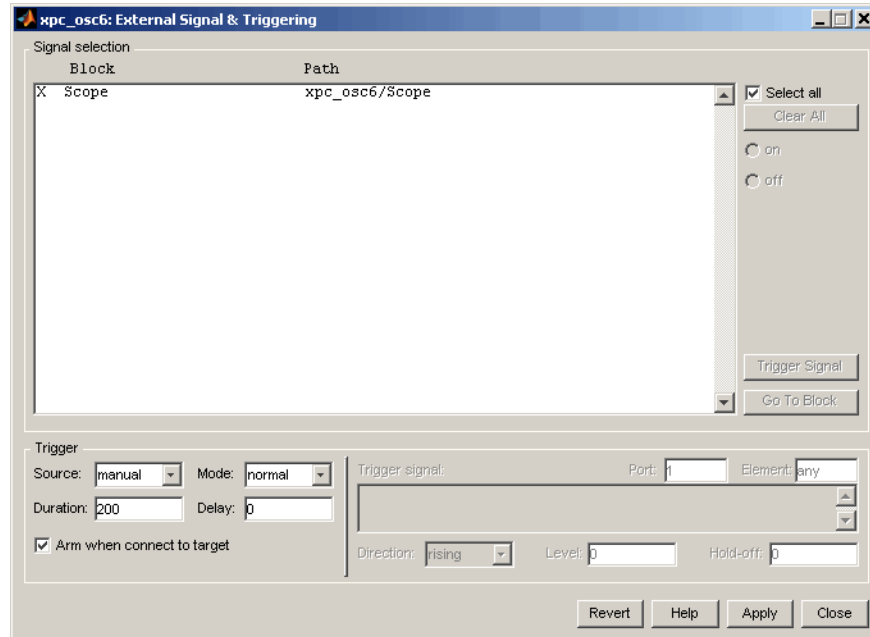 xpc_osc6: External Signal & Triggering
Signal selection
Block Path
X Scope xpc_osc6/Scope
Select all
Clear All
on
off
Trigger Signal
Go To Block
Trigger
Source: manual Mode: normal
Duration: 200 Delay: 0
Arm when connect to target
Trigger signal: Port: 1 Element: any
Direction: rising Level: 0 Hold-off: 0
Revert Help Apply Close